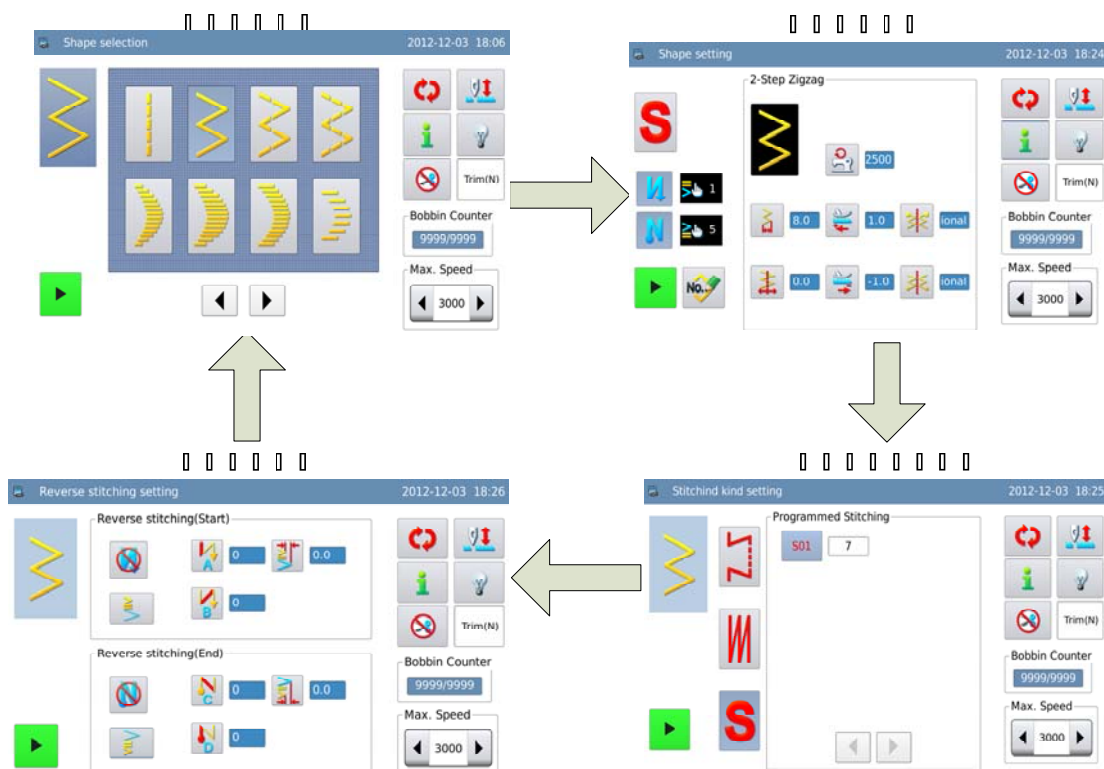 Shape selection 2012-12-03 18:06
Trim(N)
Bobbin Counter
9999/9999
Max. Speed
3000
Shape setting 2012-12-03 18:24
2-Step Zigzag
S
2500
1
8.0 1.0 ional
5
No.
0.0 -1.0 ional
Trim(N)
Bobbin Counter
9999/9999
Max. Speed
3000
Reverse stitching setting 2012-12-03 18:26
Reverse stitching(Start)
A 0 0.0
B 0
Reverse stitching(End)
C 0 0.0
D 0
Trim(N)
Bobbin Counter
9999/9999
Max. Speed
3000
Stitchind kind setting 2012-12-03 18:25
Programmed Stitching
S01 7
S
Trim(N)
Bobbin Counter
9999/9999
Max. Speed
3000